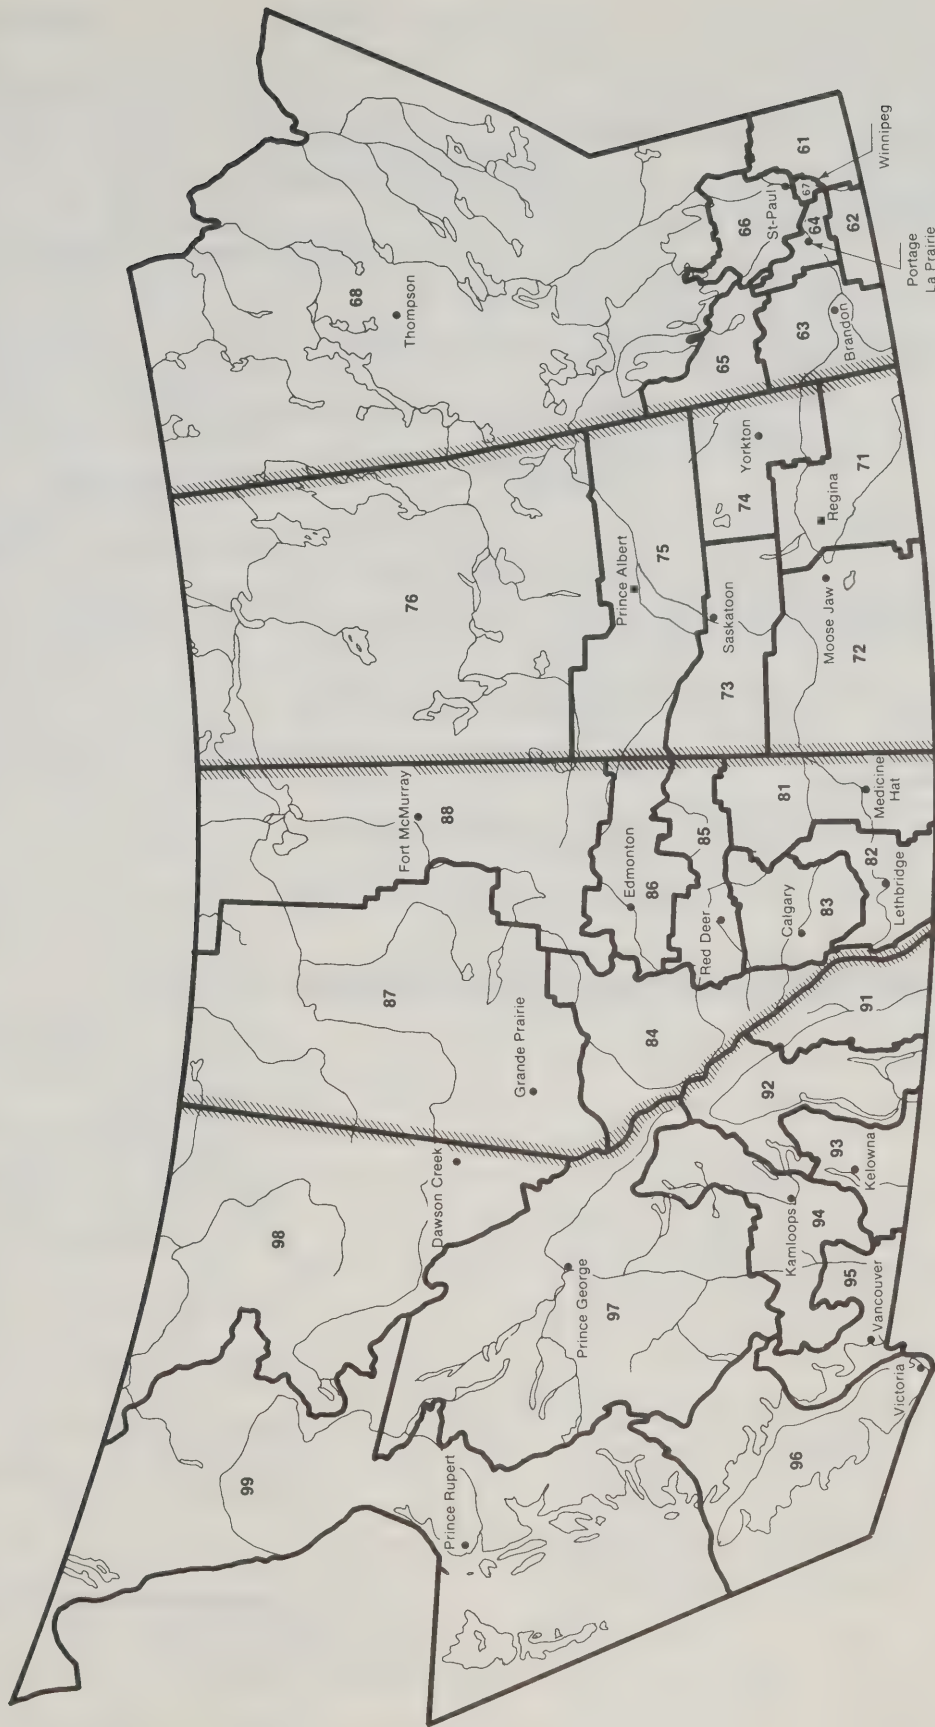 99
98
Prince Rupert
Dawson Creek
Prince George
97
96
Victoria
Vancouver
95
Kamloops
94
93
Kelowna
92
91
87
Grande Prairie
84
Fort McMurray
88
Edmonton
86
85
Red Deer
Calgary
83
82
Lethbridge
81
Medicine
Hat
76
Prince Albert
75
73
Saskatoon
74
Yorkton
Moose Jaw
72
Regina
71
68
Thompson
65
66
63
Brandon
St-Paul
67
64
62
61
Winnipeg
Portage
La Prairie